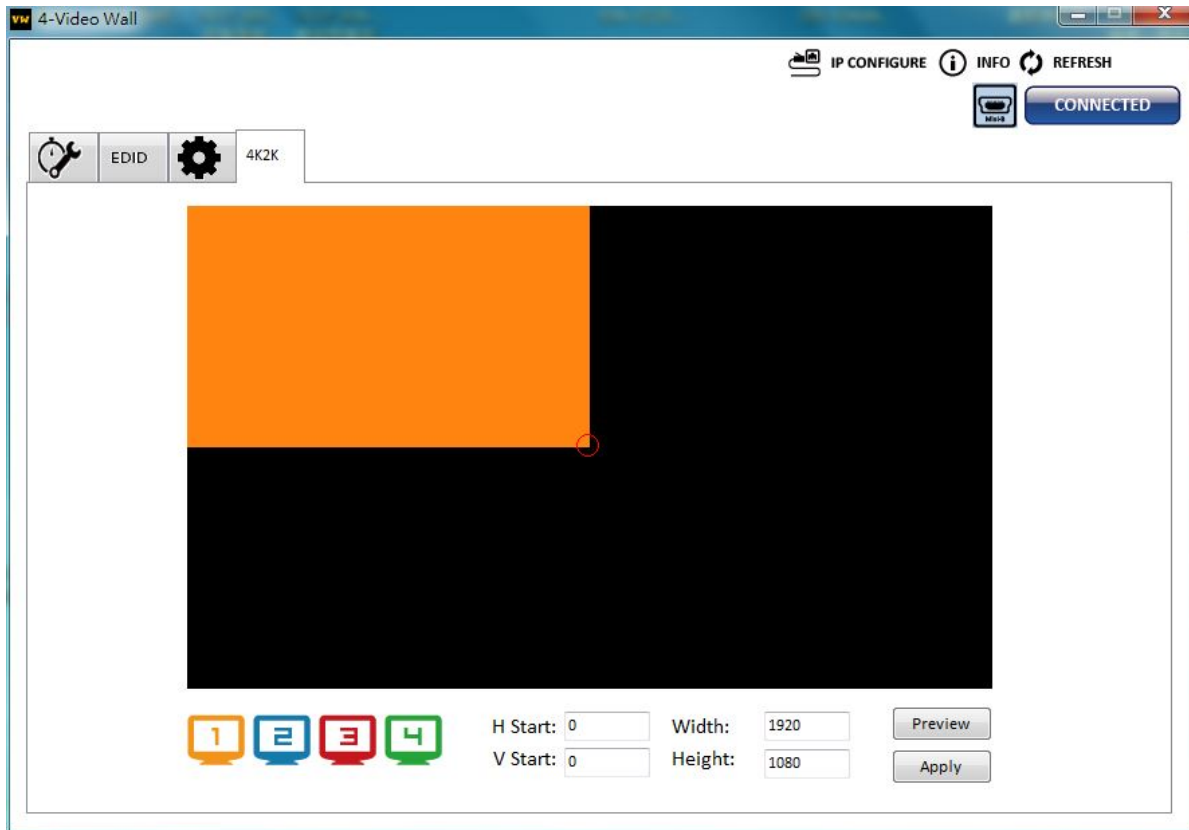 VW 4-Video Wall
IP CONFIGURE INFO REFRESH
Mini-B CONNECTED
EDID 4K2K
1 2 3 4
H Start: 0 Width: 1920 Preview
V Start: 0 Height: 1080 Apply